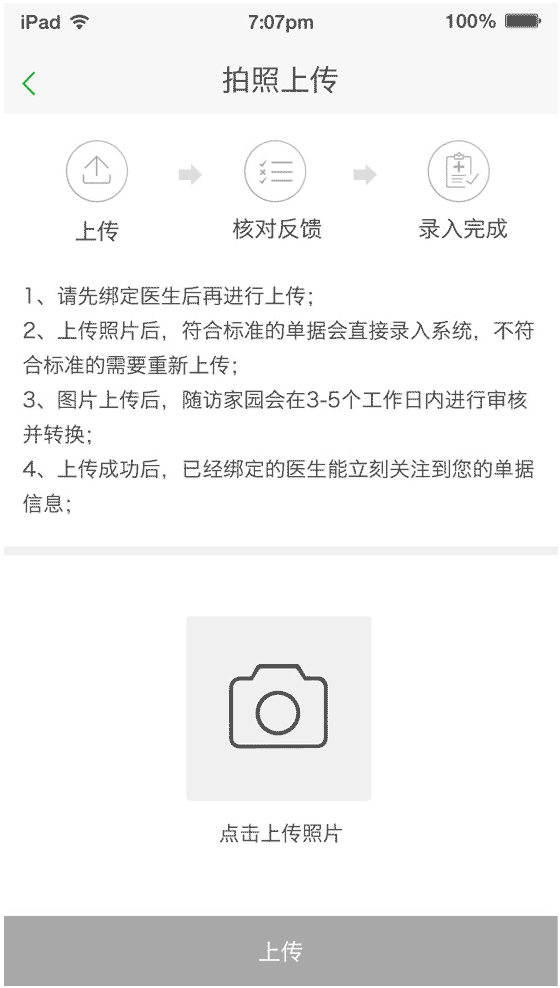 iPad 7:07pm 100%
拍照上传
上传 核对反馈 录入完成
1、请先绑定医生后再进行上传；
2、上传照片后，符合标准的单据会直接录入系统，不符
合标准的需要重新上传；
3、图片上传后，随访家园会在3-5个工作日内进行审核
并转换；
4、上传成功后，已经绑定的医生能立刻关注到您的单据
信息；
点击上传照片
上传